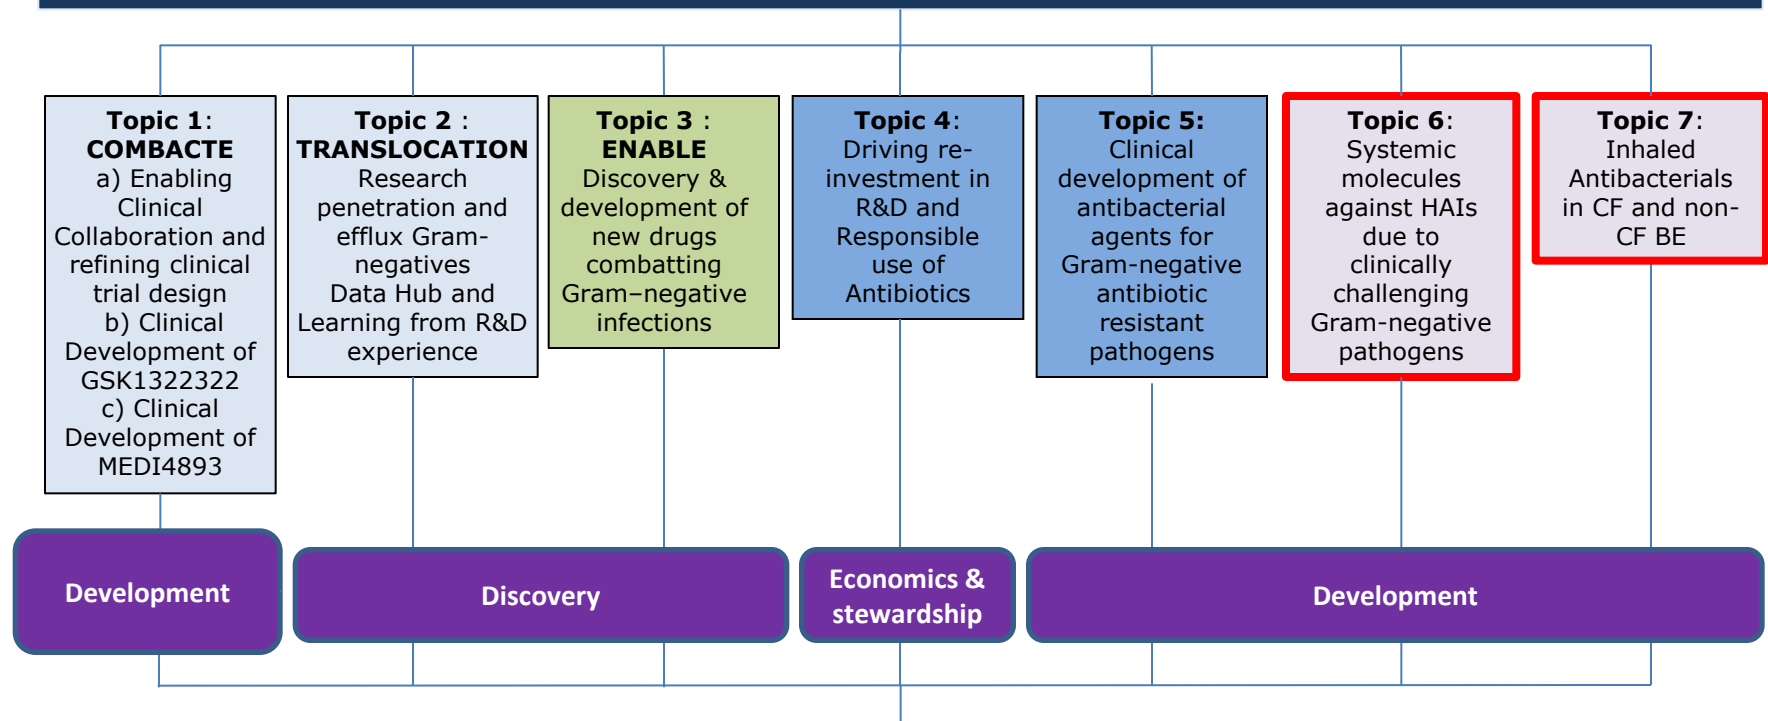 Topic 1:
COMBACTE
a) Enabling
Clinical
Collaboration and
refining clinical
trial design
b) Clinical
Development of
GSK1322322
c) Clinical
Development of
MEDI4893
Topic 2 :
TRANSLOCATION
Research
penetration and
efflux Gram-
negatives
Data Hub and
Learning from R&D
experience
Topic 3 :
ENABLE
Discovery &
development of
new drugs
combatting
Gram–negative
infections
Topic 4:
Driving re-
investment in
R&D and
Responsible
use of
Antibiotics
Topic 5:
Clinical
development of
antibacterial
agents for
Gram-negative
antibiotic
resistant
pathogens
Topic 6:
Systemic
molecules
against HAIs
due to
clinically
challenging
Gram-negative
pathogens
Topic 7:
Inhaled
Antibacterials
in CF and non-
CF BE
Development
Discovery
Economics &
stewardship
Development